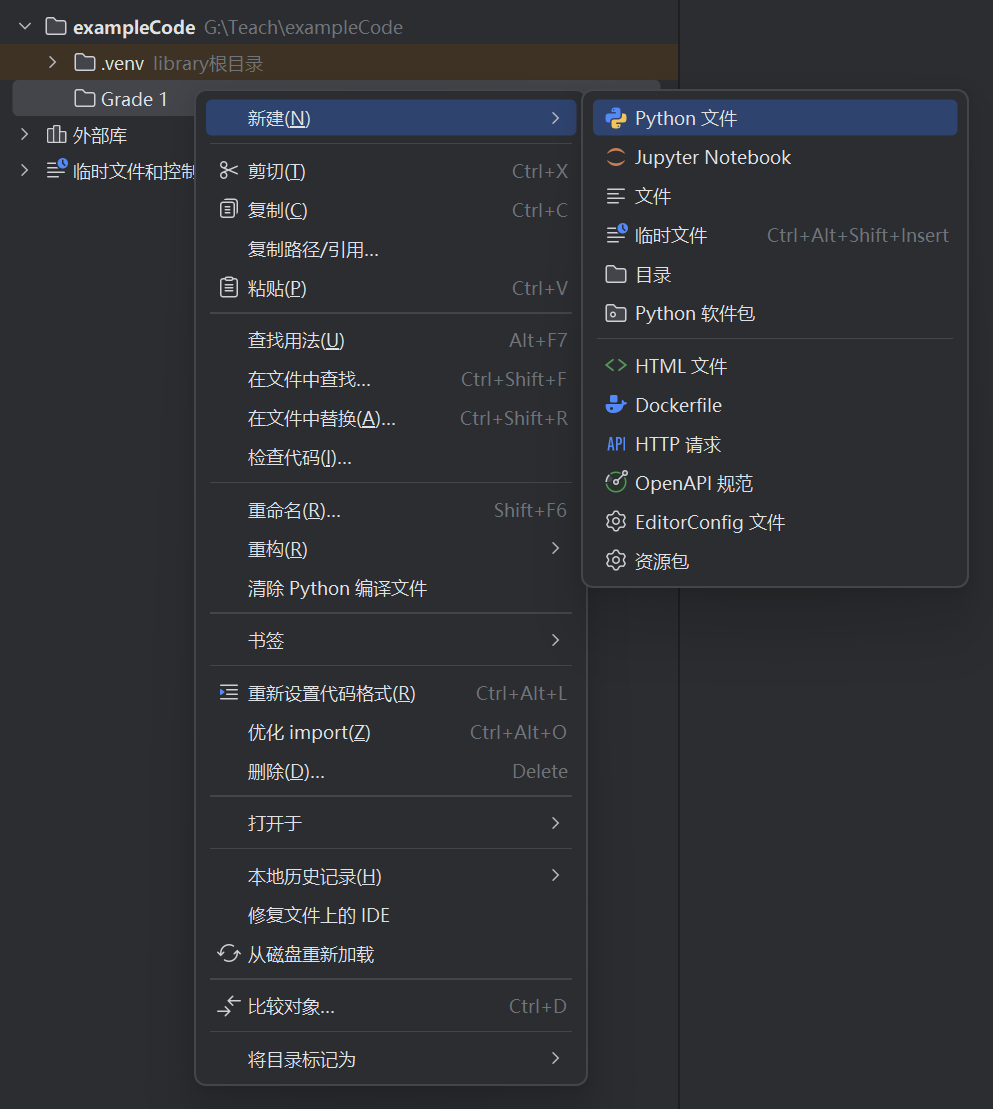 exampleCode G:\Teach\exampleCode
.venv library根目录
Grade 1
外部库
临时文件和控制
新建(N)
剪切(T) Ctrl+X
复制(C) Ctrl+C
复制路径/引用...
粘贴(P) Ctrl+V
查找用法(U) Alt+F7
在文件中查找... Ctrl+Shift+F
在文件中替换(A)... Ctrl+Shift+R
检查代码(I)...
重命名(R)... Shift+F6
重构(R)
清除 Python 编译文件
书签
重新设置代码格式(R) Ctrl+Alt+L
优化 import(Z) Ctrl+Alt+O
删除(D)... Delete
打开于
本地历史记录(H)
修复文件上的 IDE
从磁盘重新加载
比较对象... Ctrl+D
将目录标记为
Python 文件
Jupyter Notebook
文件
临时文件 Ctrl+Alt+Shift+Insert
目录
Python 软件包
HTML 文件
Dockerfile
API HTTP 请求
OpenAPI 规范
EditorConfig 文件
资源包